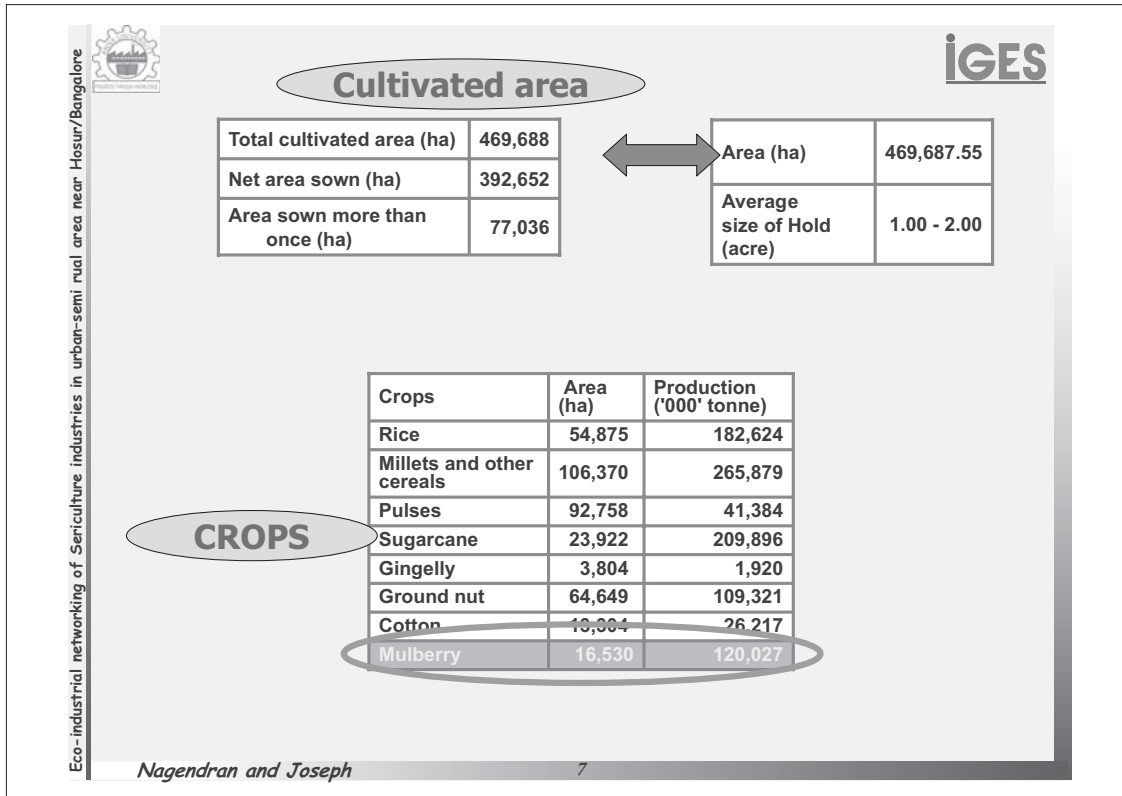 Eco-industrial networking of Sericulture industries in urban-semi rual area near Hosur/Bangalore
IGES
Cultivated area
Total cultivated area (ha) 469,688
Net area sown (ha) 392,652
Area sown more than
once (ha) 77,036
Area (ha) 469,687.55
Average
size of Hold
(acre) 1.00 - 2.00
CROPS
Crops Area
(ha) Production
('000' tonne)
Rice 54,875 182,624
Millets and other
cereals 106,370 265,879
Pulses 92,758 41,384
Sugarcane 23,922 209,896
Gingelly 3,804 1,920
Ground nut 64,649 109,321
Cotton 26,217
Mulberry 16,530 120,027
Nagendran and Joseph 7